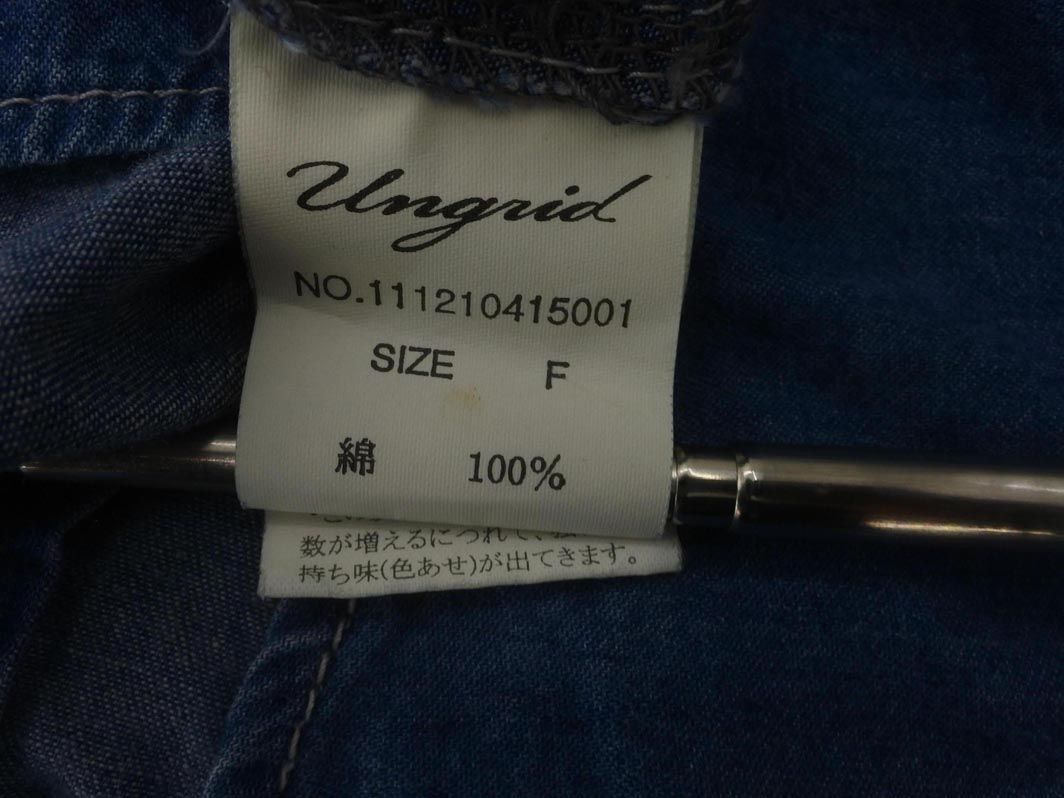 Ungrid
NO.111210415001
SIZE F
綿 100%
数が増えるにつれて、
持ち味(色あせ)が出てきます。